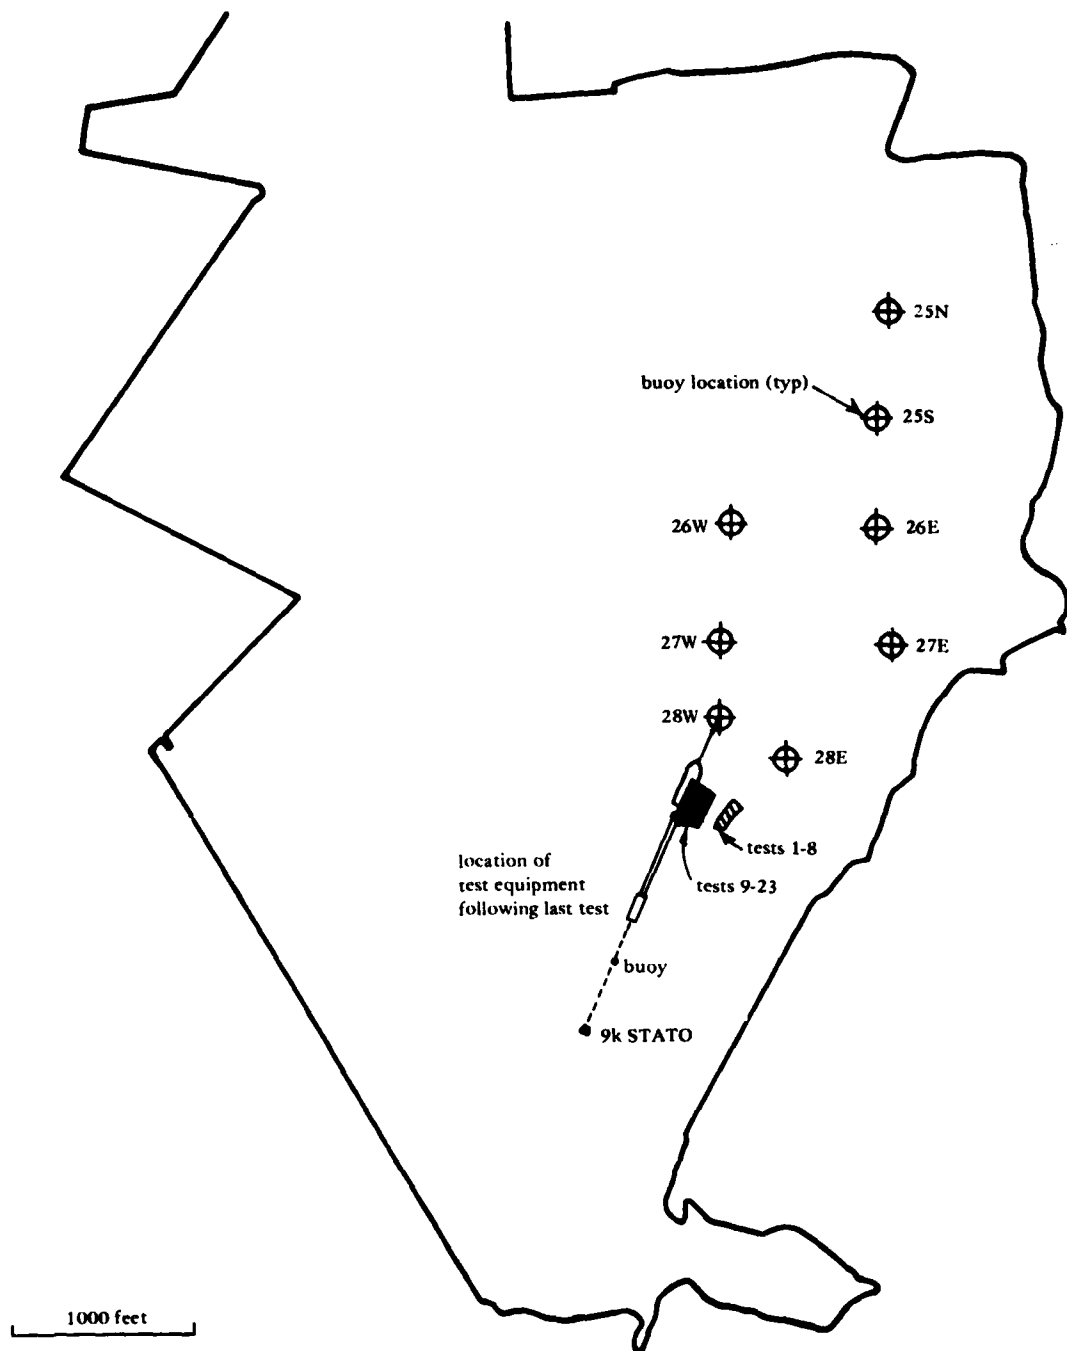 25N
buoy location (typ)
25S
26W
26E
27W
27E
28W
28E
tests 1-8
location of
test equipment
following last test
tests 9-23
buoy
9k STATO
1000 feet